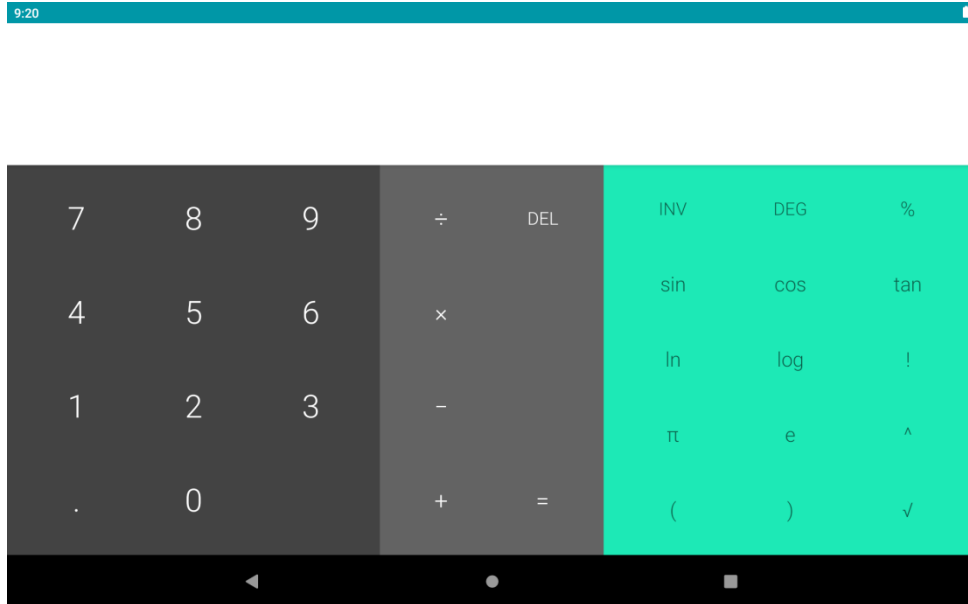 9:20
7 8 9 ÷ DEL INV DEG %
sin cos tan
4 5 6 ×
ln log !
1 2 3 −
π e ^
. 0 + = ( ) √